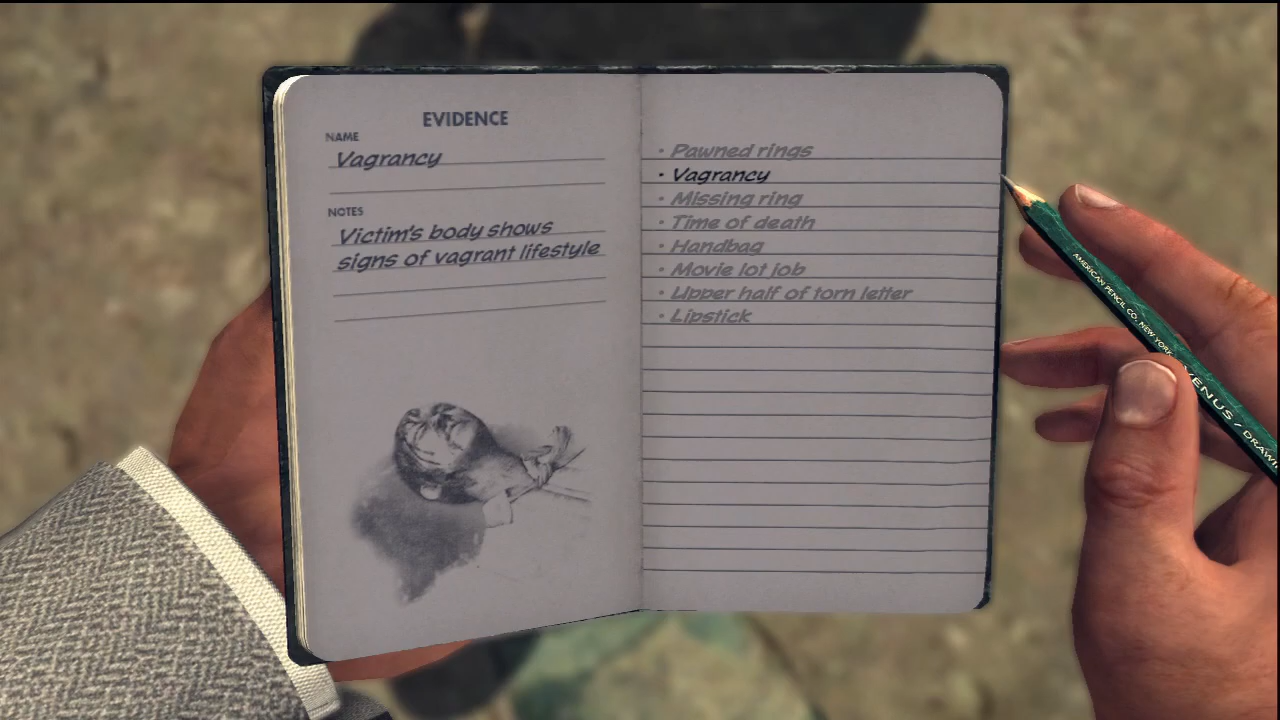 EVIDENCE
NAME
Vagrancy
NOTES
Victim's body shows
signs of vagrant lifestyle
• Pawned rings
• Vagrancy
• Missing ring
• Time of death
• Handbag
• Movie lot job
• Upper half of torn letter
• Lipstick
AMERICAN PENCIL CO. NEW YORK
VENUS / DRAWI